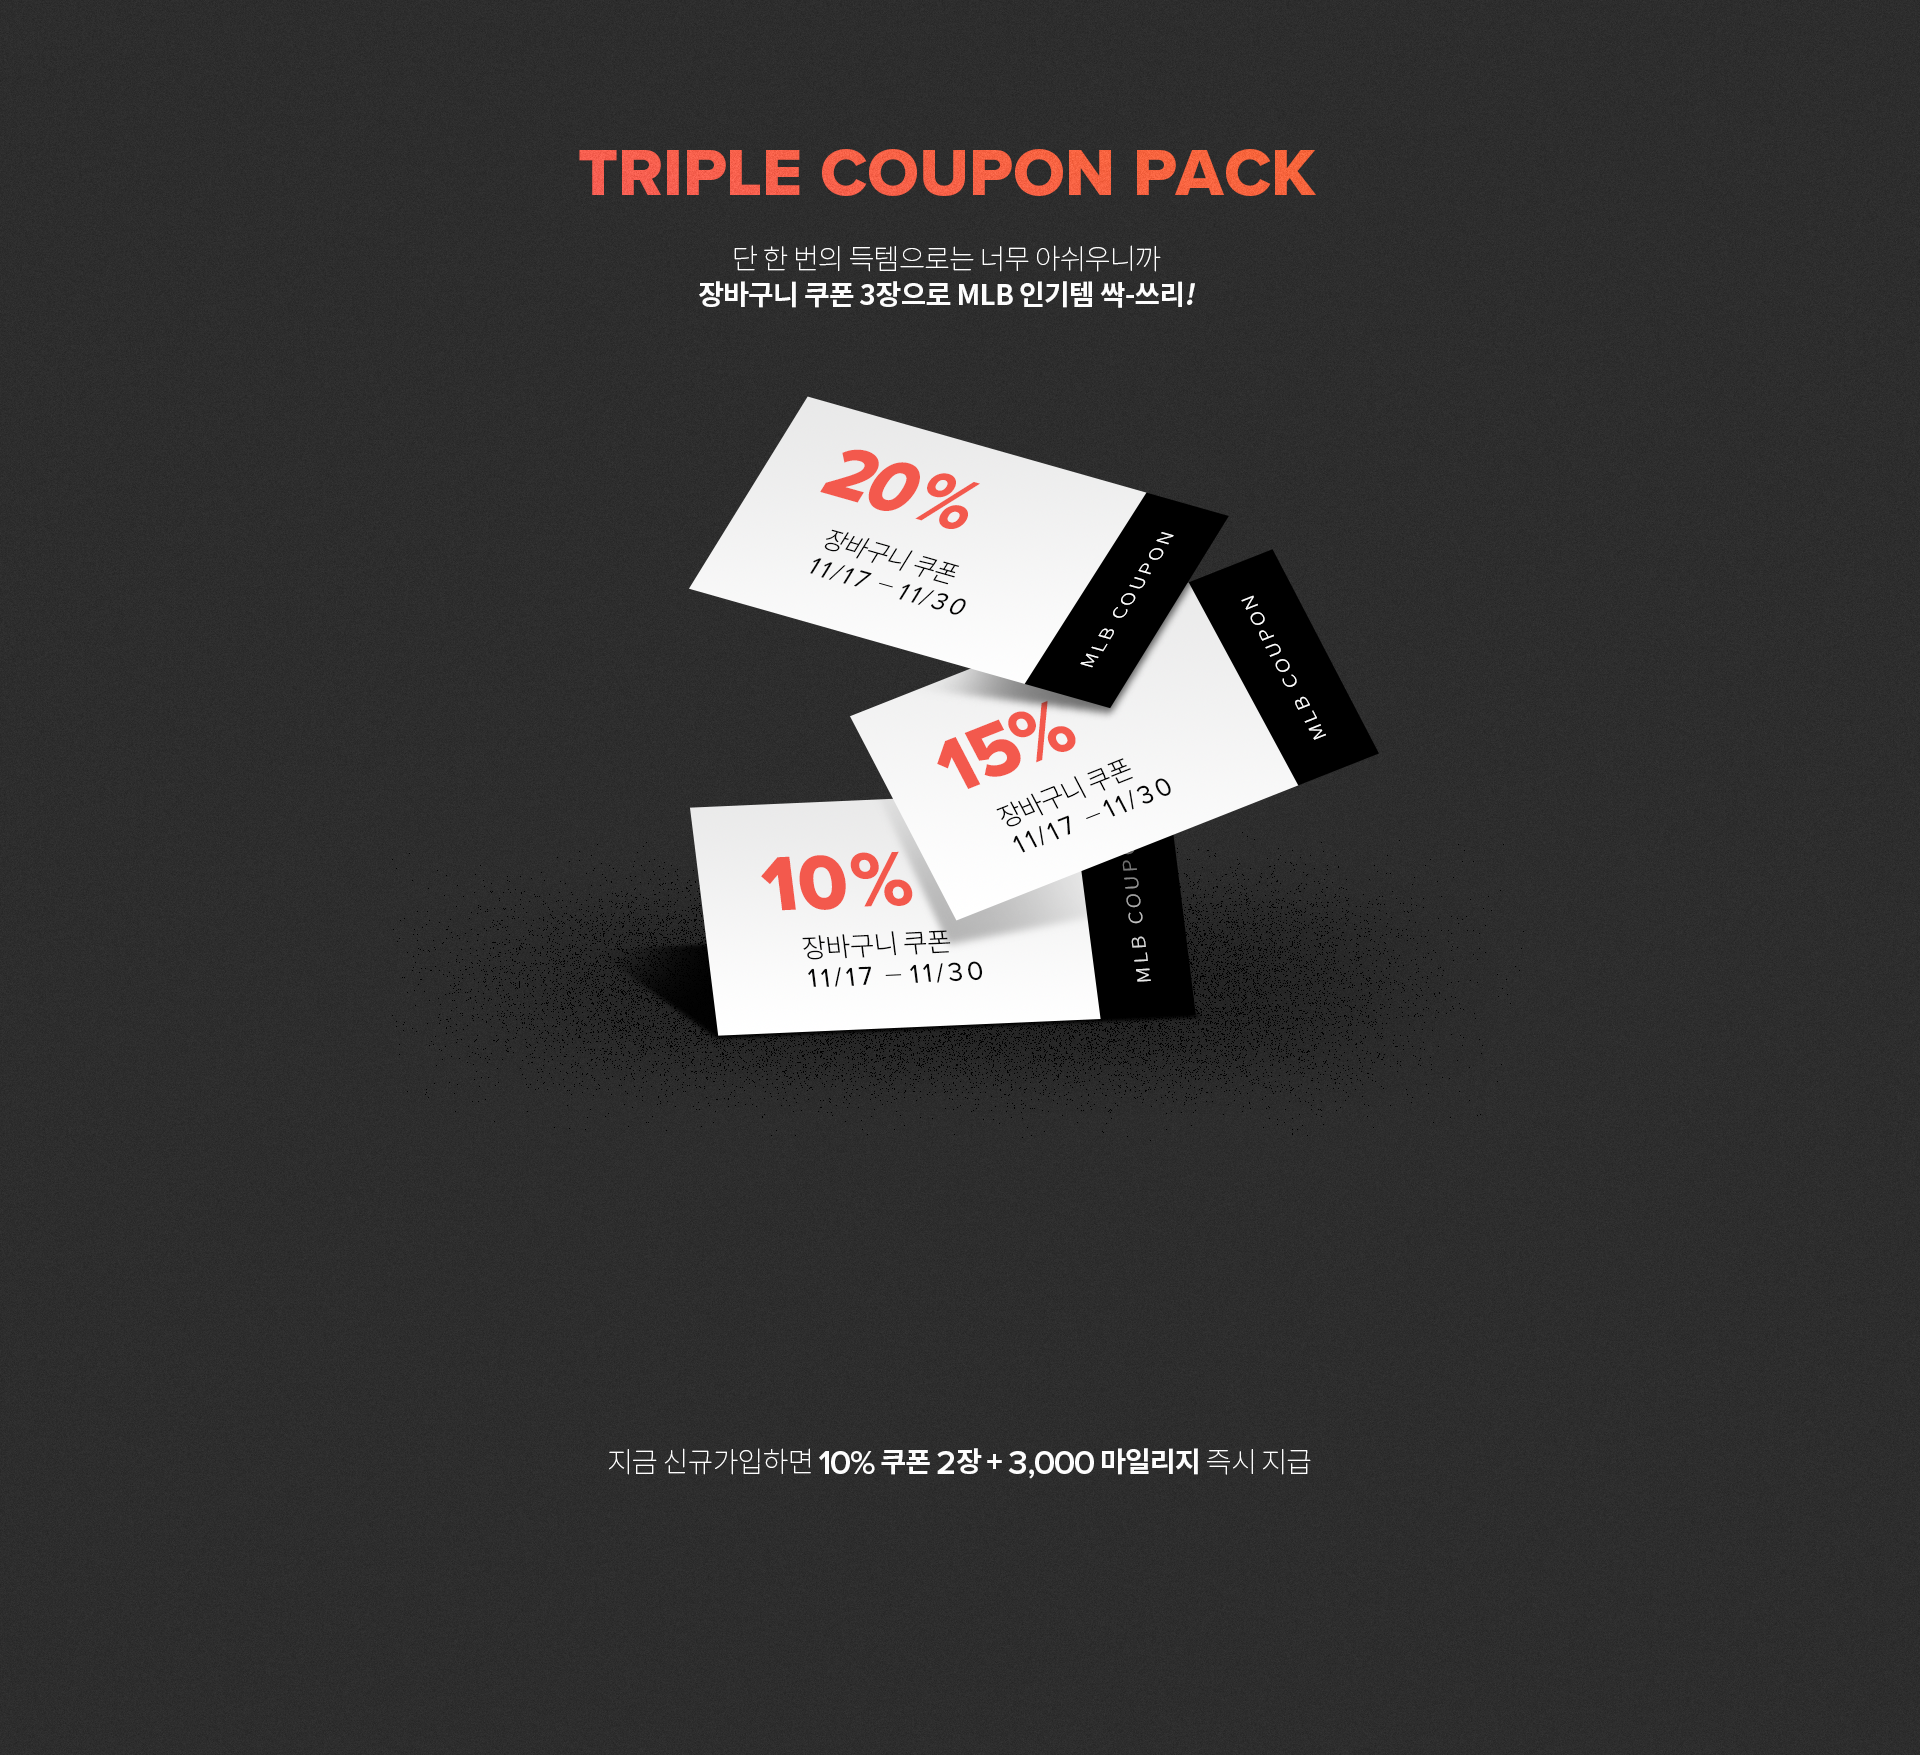 TRIPLE COUPON PACK
단 한 번의 득템으로는 너무 아쉬우니까
장바구니 쿠폰 3장으로 MLB 인기템 싹-쓰리!
20%
장바구니 쿠폰
11/17 – 11/30
MLB COUPON
15%
장바구니 쿠폰
11/17 – 11/30
MLB COUPON
10%
장바구니 쿠폰
11/17 – 11/30
MLB COUP
지금 신규가입하면 10% 쿠폰 2장 + 3,000 마일리지 즉시 지급